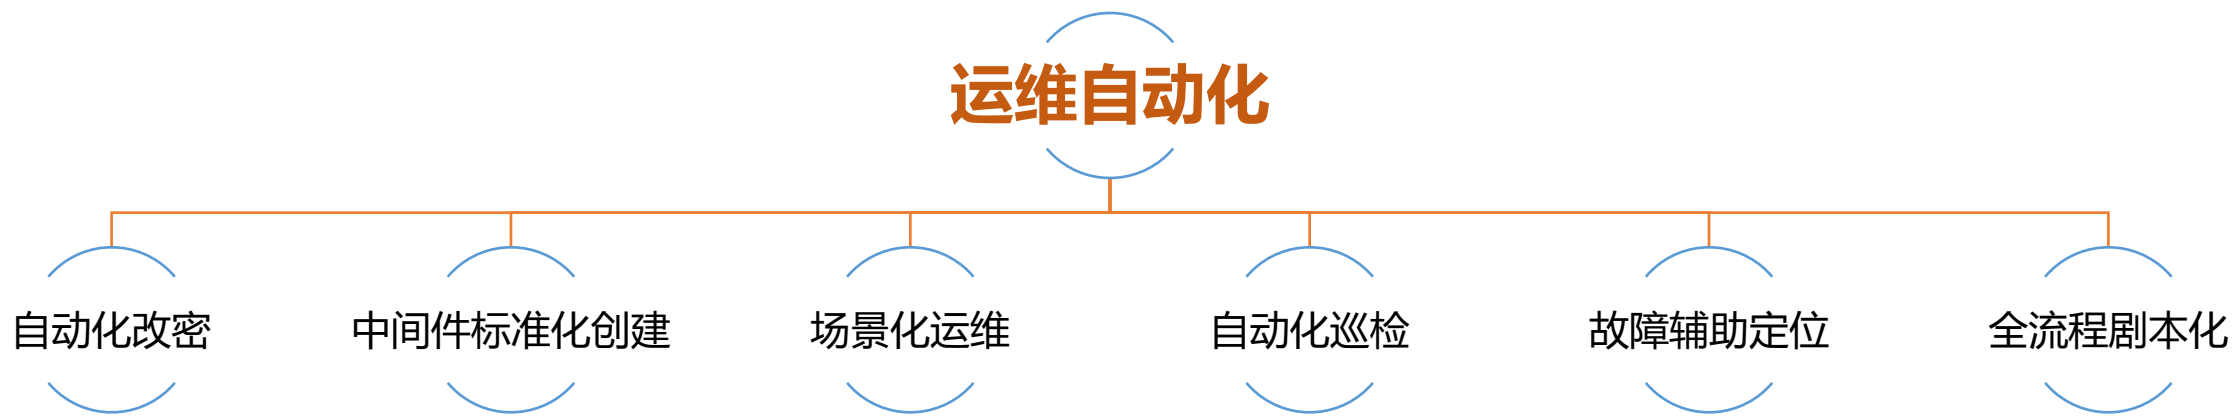 运维自动化
自动化改密
中间件标准化创建
场景化运维
自动化巡检
故障辅助定位
全流程剧本化